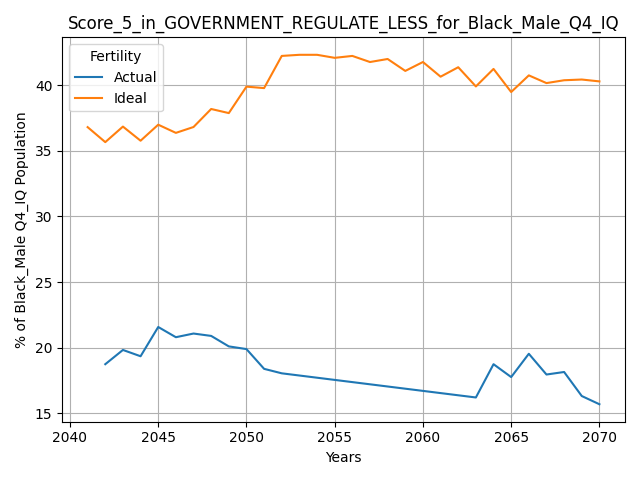 Score_5_in_GOVERNMENT_REGULATE_LESS_for_Black_Male_Q4_IQ
Fertility
Actual
Ideal
% of Black_Male Q4_IQ Population
40
35
30
25
20
15
2040
2045
2050
2055
2060
2065
2070
Years